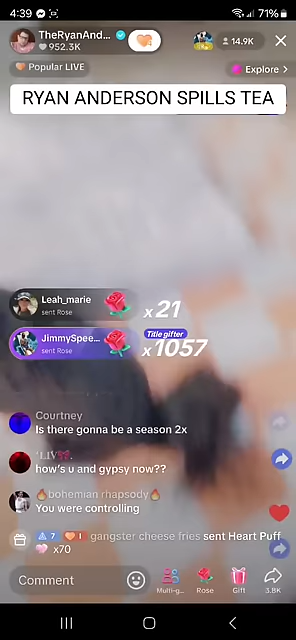 4:39
71%
TheRyanAnd...
952.3K
14.9K
Popular LIVE
Explore >
RYAN ANDERSON SPILLS TEA
Leah_marie
sent Rose
x21
Title gifter
JimmySpee...
sent Rose
x1057
Courtney
Is there gonna be a season 2x
how's u and gypsy now??
🔥bohemian rhapsody🔥
You were controlling
7 1 gangster cheese fries sent Heart Puff
x70
Comment
Multi-g...
Rose
Gift
3.8K